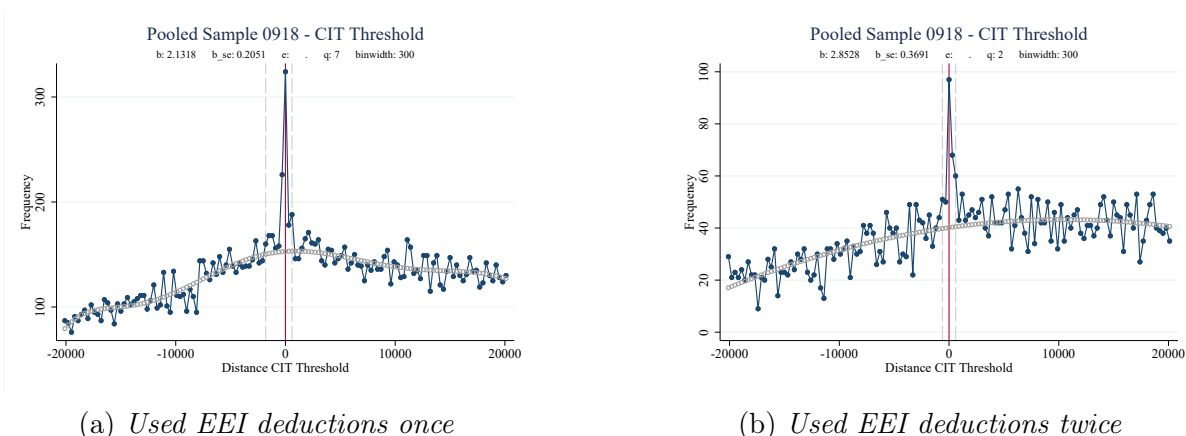 Pooled Sample 0918 - CIT Threshold
b: 2.1318 b_se: 0.2051 e: . q: 7 binwidth: 300
Frequency
300
200
100
-20000 -10000 0 10000 20000
Distance CIT Threshold
(a) Used EEI deductions once
Pooled Sample 0918 - CIT Threshold
b: 2.8528 b_se: 0.3691 e: . q: 2 binwidth: 300
Frequency
100
80
60
40
20
0
-20000 -10000 0 10000 20000
Distance CIT Threshold
(b) Used EEI deductions twice